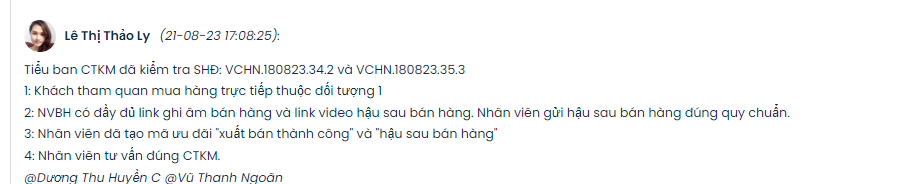 Lê Thị Thảo Ly (21-08-23 17:08:25):
Tiểu ban CTKM đã kiểm tra SHĐ: VCHN.180823.34.2 và VCHN.180823.35.3
1: Khách tham quan mua hàng trực tiếp thuộc đối tượng 1
2: NVBH có đầy đủ link ghi âm bán hàng và link video hậu sau bán hàng. Nhân viên gửi hậu sau bán hàng đúng quy chuẩn.
3: Nhân viên đã tạo mã ưu đãi "xuất bán thành công" và "hậu sau bán hàng"
4: Nhân viên tư vấn đúng CTKM.
@Dương Thu Huyền C @Vũ Thanh Ngoãn